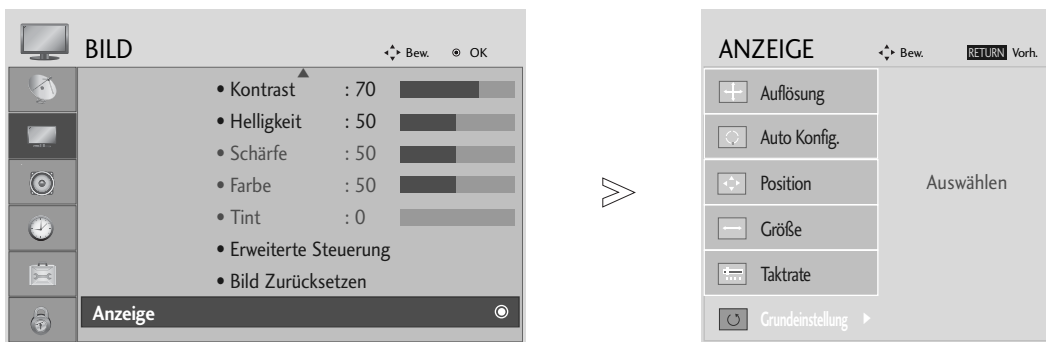 BILD
Bew. OK
• Kontrast : 70
• Helligkeit : 50
• Schärfe : 50
• Farbe : 50
• Tint : 0
• Erweiterte Steuerung
• Bild Zurücksetzen
Anzeige
ANZEIGE
Bew. RETURN Vorh.
Auflösung
Auto Konfig.
Position
Auswählen
Größe
Taktrate
Grundeinstellung